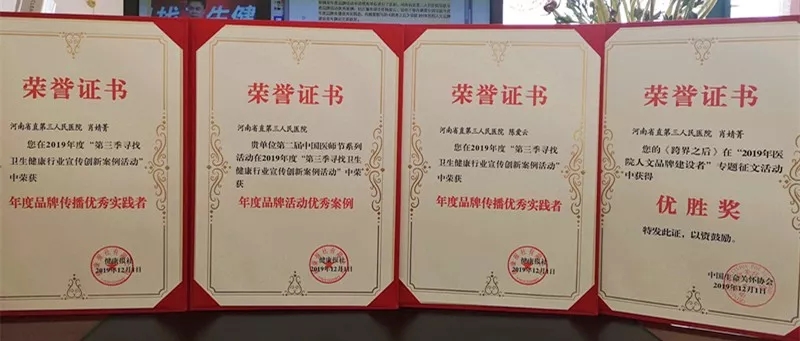 荣誉证书
河南省直第三人民医院 肖婧菁
您在2019年度“第三季寻找
卫生健康行业宣传创新案例活动”
中荣获
年度品牌传播优秀实践者
健康报社
2019年12月1日
荣誉证书
河南省直第三人民医院
贵单位第二届中国医师节系列
活动在2019年度“第三季寻找卫生
健康行业宣传创新案例活动”中荣获
年度品牌活动优秀案例
健康报社
2019年12月1日
荣誉证书
河南省直第三人民医院 陈爱云
您在2019年度“第三季寻找
卫生健康行业宣传创新案例活动”
中荣获
年度品牌传播优秀实践者
健康报社
2019年12月1日
荣誉证书
河南省直第三人民医院 肖婧菁
您的《跨界之后》在“2019年医
院人文品牌建设者”专题征文活动
中获得
优胜奖
特发此证，以资鼓励。
中国生命关怀协会
2019年12月1日